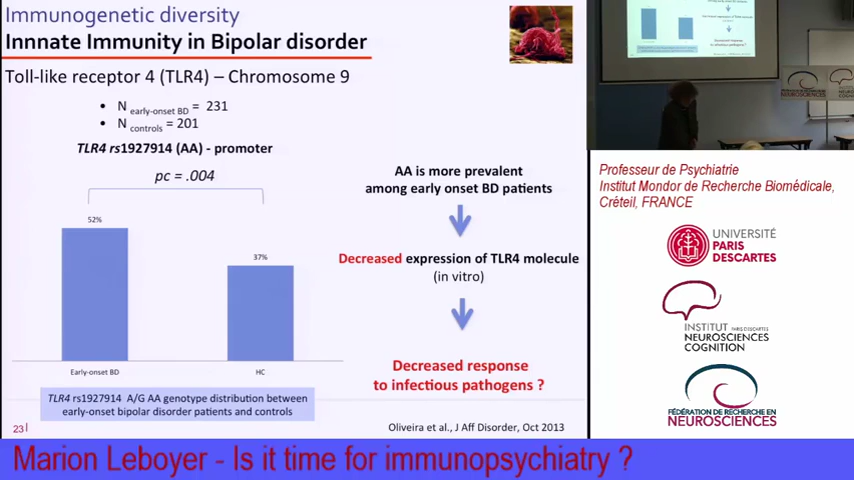 Immunogenetic diversity
Innnate Immunity in Bipolar disorder
Toll-like receptor 4 (TLR4) – Chromosome 9
• N early-onset BD = 231
• N controls = 201
TLR4 rs1927914 (AA) - promoter
pc = .004
52%
37%
Early-onset BD
HC
TLR4 rs1927914 A/G AA genotype distribution between
early-onset bipolar disorder patients and controls
AA is more prevalent
among early onset BD patients
Decreased expression of TLR4 molecule
(in vitro)
Decreased response
to infectious pathogens ?
23
Oliveira et al., J Aff Disorder, Oct 2013
NEUROSCIENCES
NEUROSCIENCES
COGNITION
Professeur de Psychiatrie
Institut Mondor de Recherche Biomédicale,
Créteil, FRANCE
UNIVERSITÉ
PARIS
DESCARTES
INSTITUT PARIS DESCARTES
NEUROSCIENCES
COGNITION
FÉDÉRATION DE RECHERCHE EN
NEUROSCIENCES
Marion Leboyer - Is it time for immunopsychiatry ?